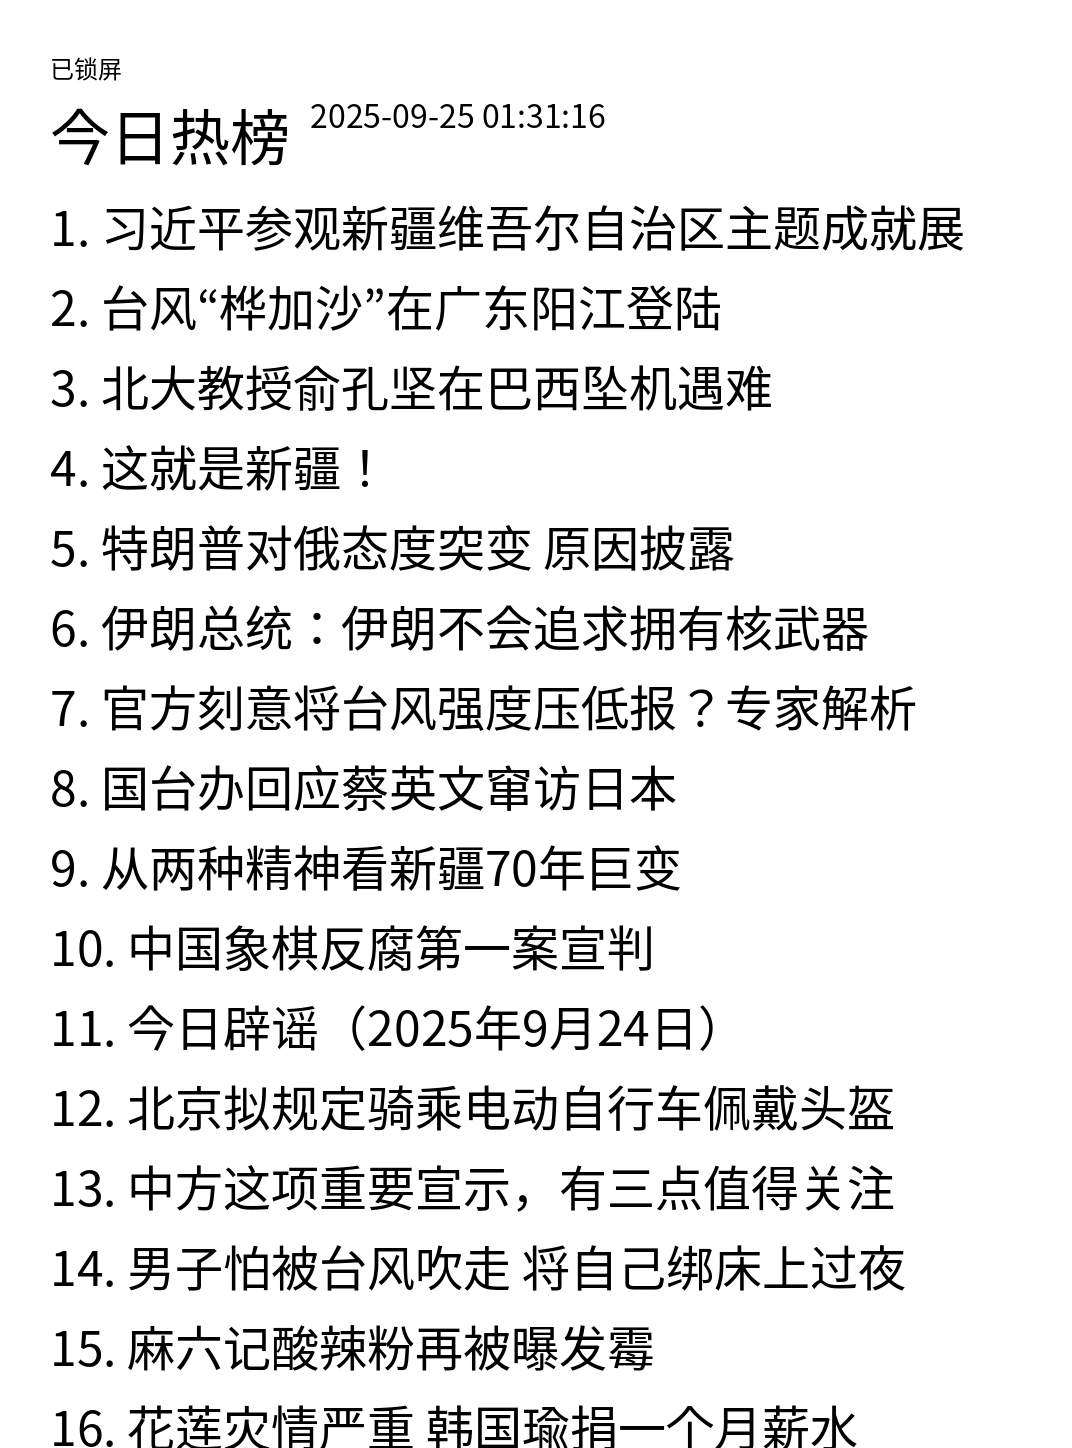 已锁屏
今日热榜 2025-09-25 01:31:16
1. 习近平参观新疆维吾尔自治区主题成就展
2. 台风“桦加沙”在广东阳江登陆
3. 北大教授俞孔坚在巴西坠机遇难
4. 这就是新疆！
5. 特朗普对俄态度突变 原因披露
6. 伊朗总统：伊朗不会追求拥有核武器
7. 官方刻意将台风强度压低报？专家解析
8. 国台办回应蔡英文窜访日本
9. 从两种精神看新疆70年巨变
10. 中国象棋反腐第一案宣判
11. 今日辟谣（2025年9月24日）
12. 北京拟规定骑乘电动自行车佩戴头盔
13. 中方这项重要宣示，有三点值得关注
14. 男子怕被台风吹走 将自己绑床上过夜
15. 麻六记酸辣粉再被曝发霉
16. 花莲灾情严重 韩国瑜捐一个月薪水